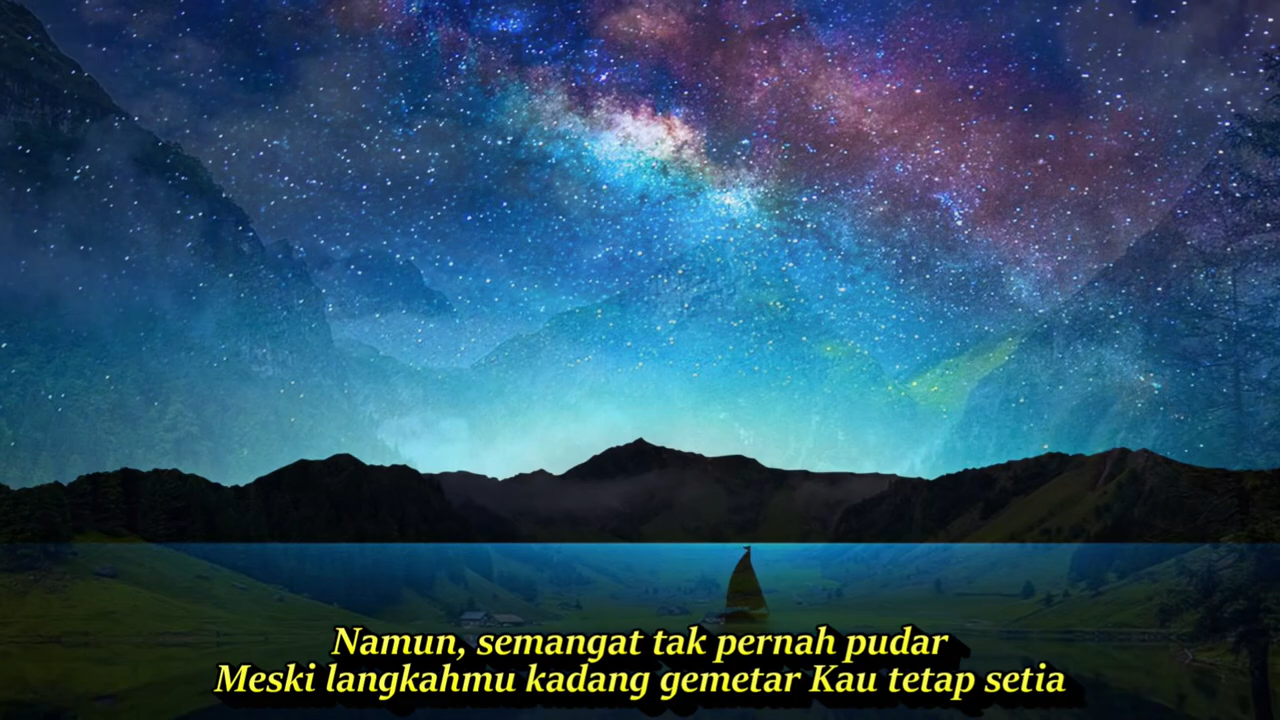 Namun, semangat tak pernah pudar
Meski langkahmu kadang gemetar Kau tetap setia